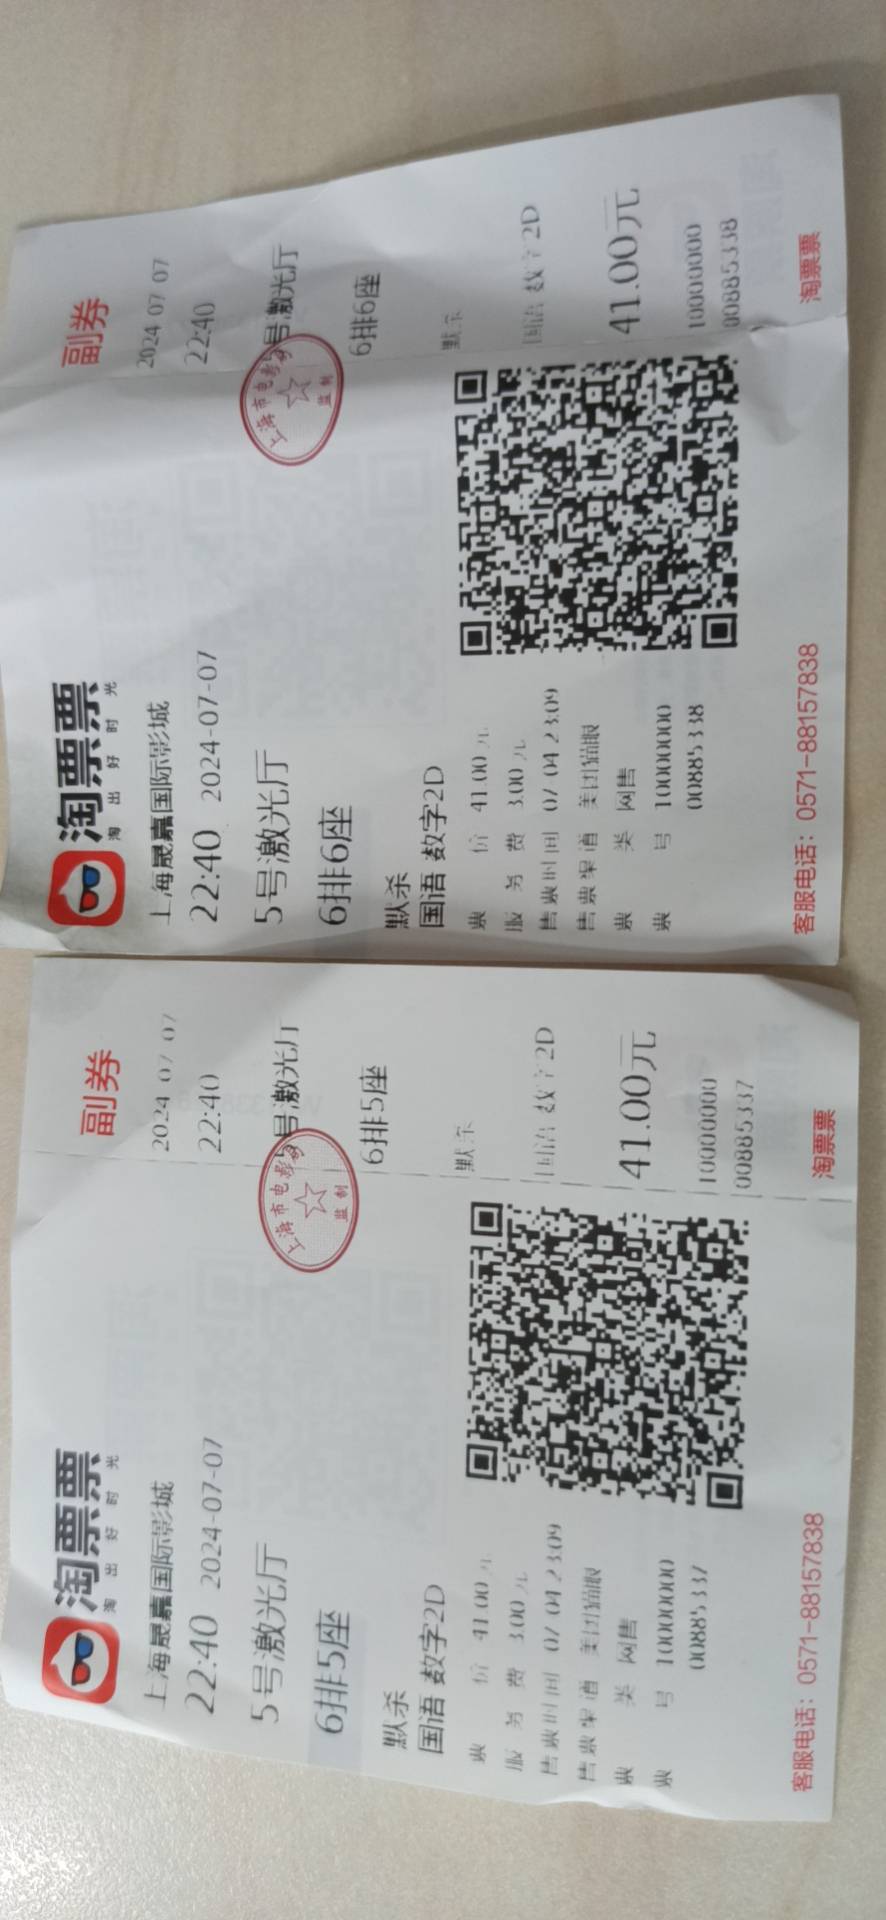 淘票票
淘出好时光
上海晟嘉国际影城
22:40 2024-07-07
5号激光厅
6排6座
默杀
国语 数字2D
票价 41.00元
服务费 3.00元
售票时间 07 04 23:09
售票渠道 美团猫眼
票类 网售
票号 10000000
00885338
客服电话：0571-88157838
上海市电影局
监制
副券
2024 07 07
22:40
号激光厅
6排6座
默杀
国语 数字2D
41.00元
10000000
00885338
淘票票
淘票票
淘出好时光
上海晟嘉国际影城
22:40 2024-07-07
5号激光厅
6排5座
默杀
国语 数字2D
票价 41.00元
服务费 3.00元
售票时间 07 04 23:09
售票渠道 美团猫眼
票类 网售
票号 10000000
00885337
客服电话：0571-88157838
上海市电影局
监制
副券
2024 07 07
22:40
号激光厅
6排5座
默杀
国语 数字2D
41.00元
10000000
00885337
淘票票